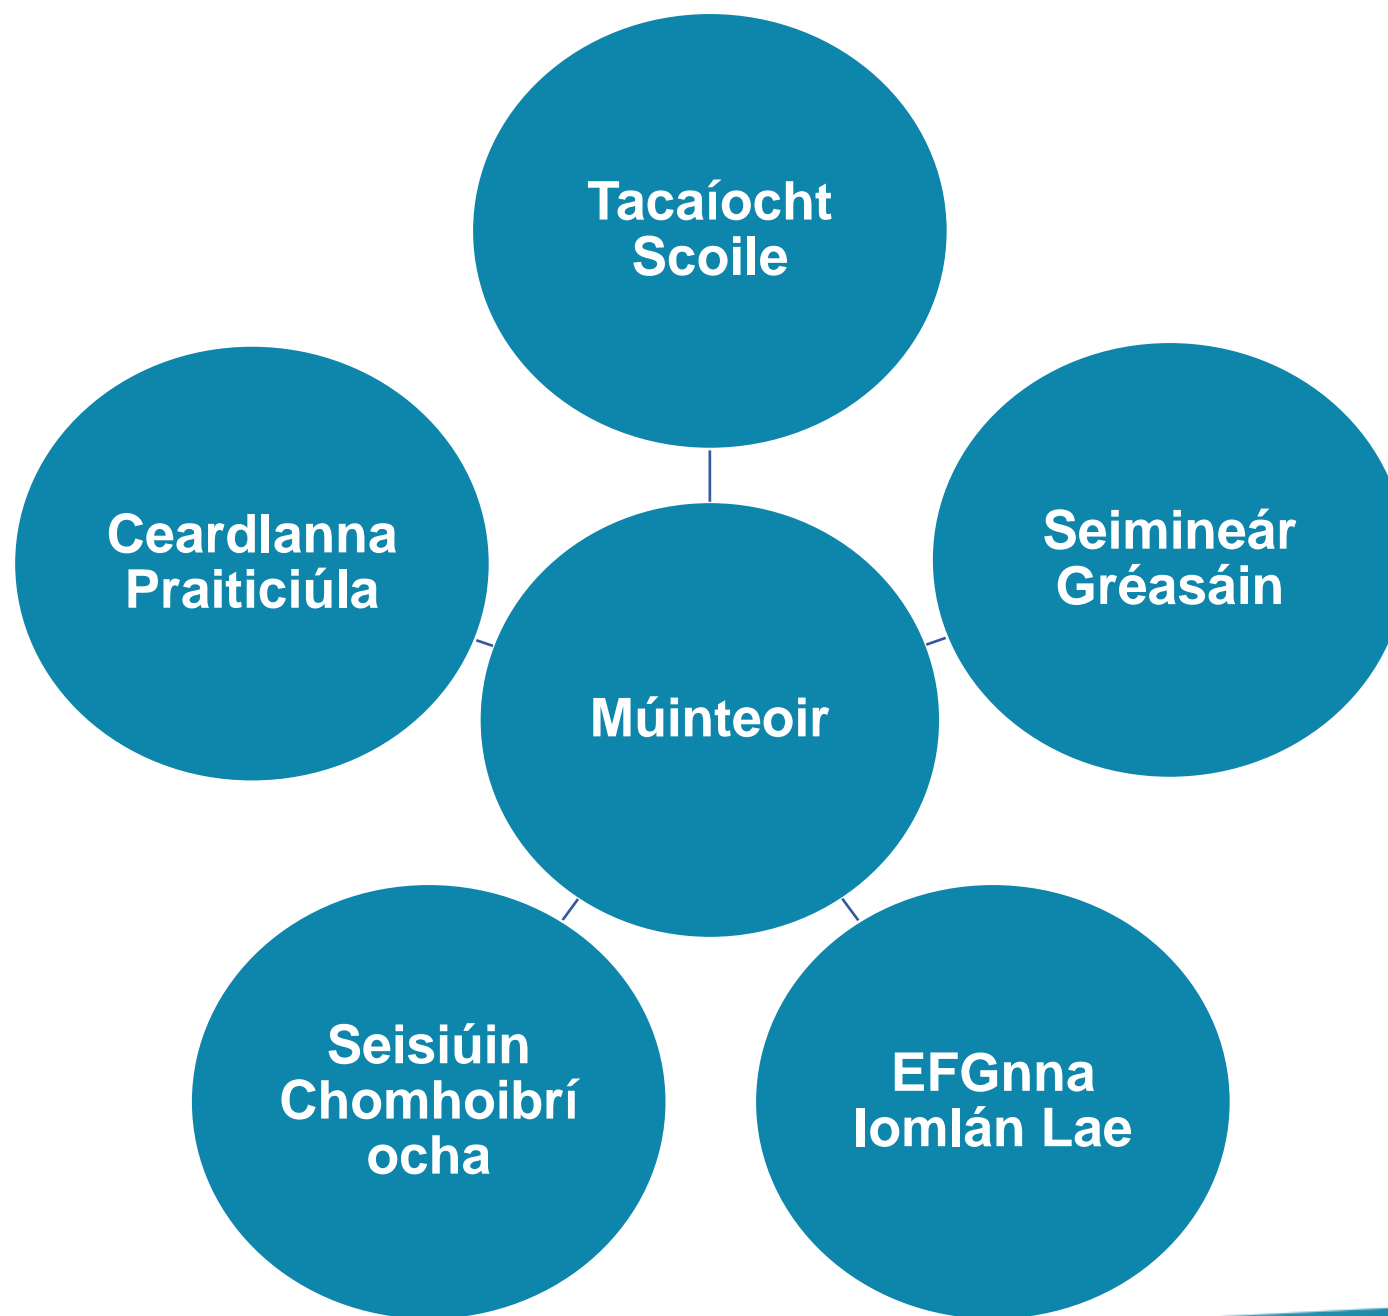 Tacaíocht
Scoile
Seimineár
Gréasáin
EFGnna
Iomlán Lae
Seisiúin
Chomhoibrí
ocha
Ceardlanna
Praiticiúla
Múinteoir